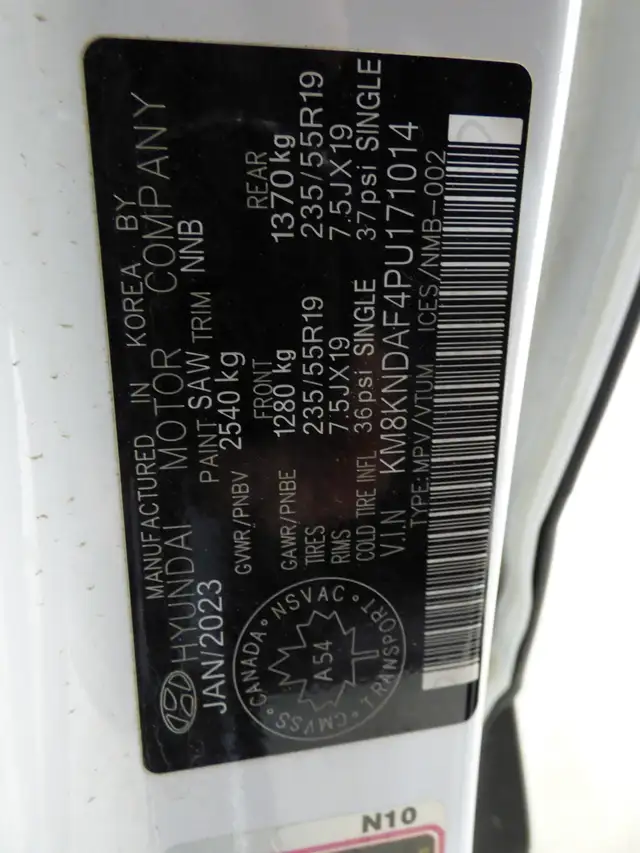 MANUFACTURED IN KOREA BY
HYUNDAI MOTOR COMPANY
JAN/2023 PAINT SAW TRIM NNB
GVWR/PNBV 2540 kg
FRONT REAR
GAWR/PNBE 1280 kg 1370 kg
TIRES 235/55R19 235/55R19
RIMS 7.5JX19 7.5JX19
COLD TIRE INFL 36psi SINGLE 37psi SINGLE
V.I.N KM8KNDAF4PU171014
TYPE:MPV/VTUM ICES/NMB-002
CANADA • NSVAC • TRANSPORT • CMVSS •
A54
N10